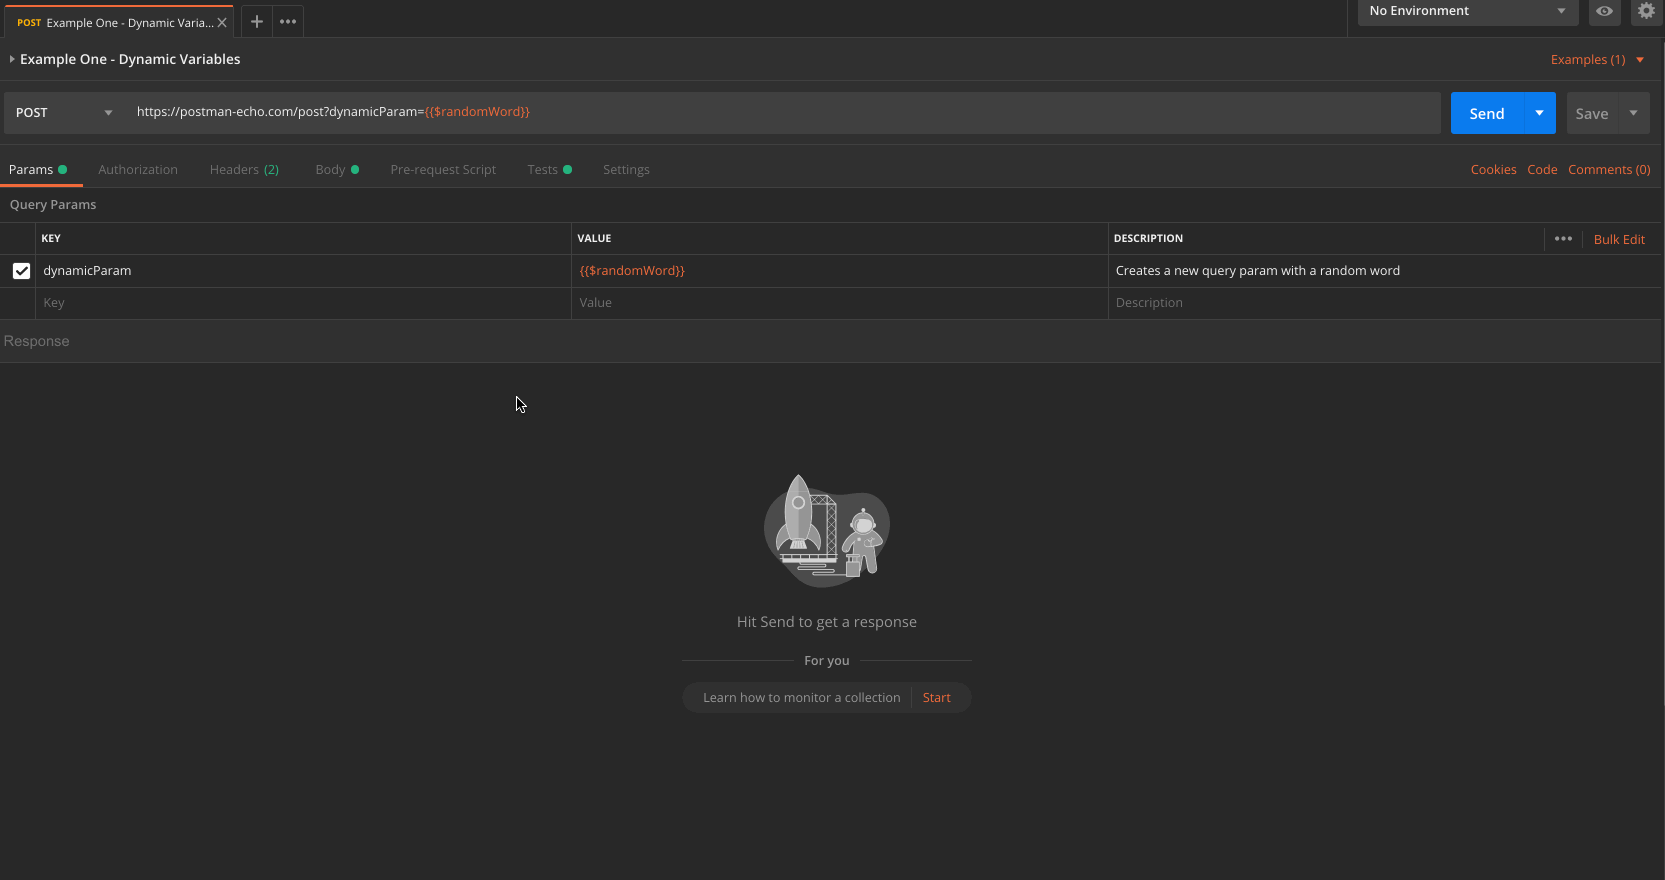 POST Example One - Dynamic Varia...
No Environment
Example One - Dynamic Variables
Examples (1)
POST https://postman-echo.com/post?dynamicParam={{$randomWord}}
Send
Save
Params Authorization Headers (2) Body Pre-request Script Tests Settings
Cookies Code Comments (0)
Query Params
KEY VALUE DESCRIPTION
Bulk Edit
dynamicParam {{$randomWord}} Creates a new query param with a random word
Key Value Description
Response
Hit Send to get a response
For you
Learn how to monitor a collection Start